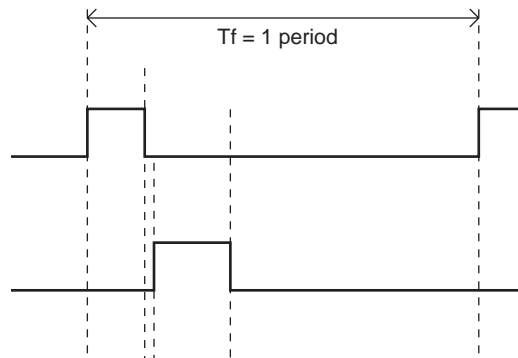 Tf = 1 period